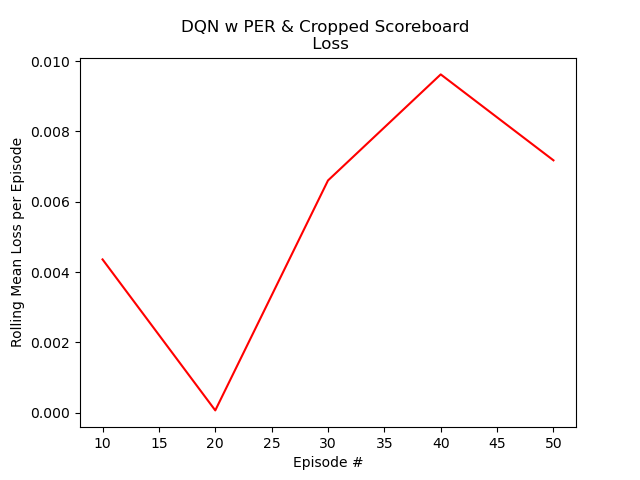 DQN w PER & Cropped Scoreboard
Loss
0.010
0.008
0.006
0.004
0.002
0.000
Rolling Mean Loss per Episode
10 15 20 25 30 35 40 45 50
Episode #